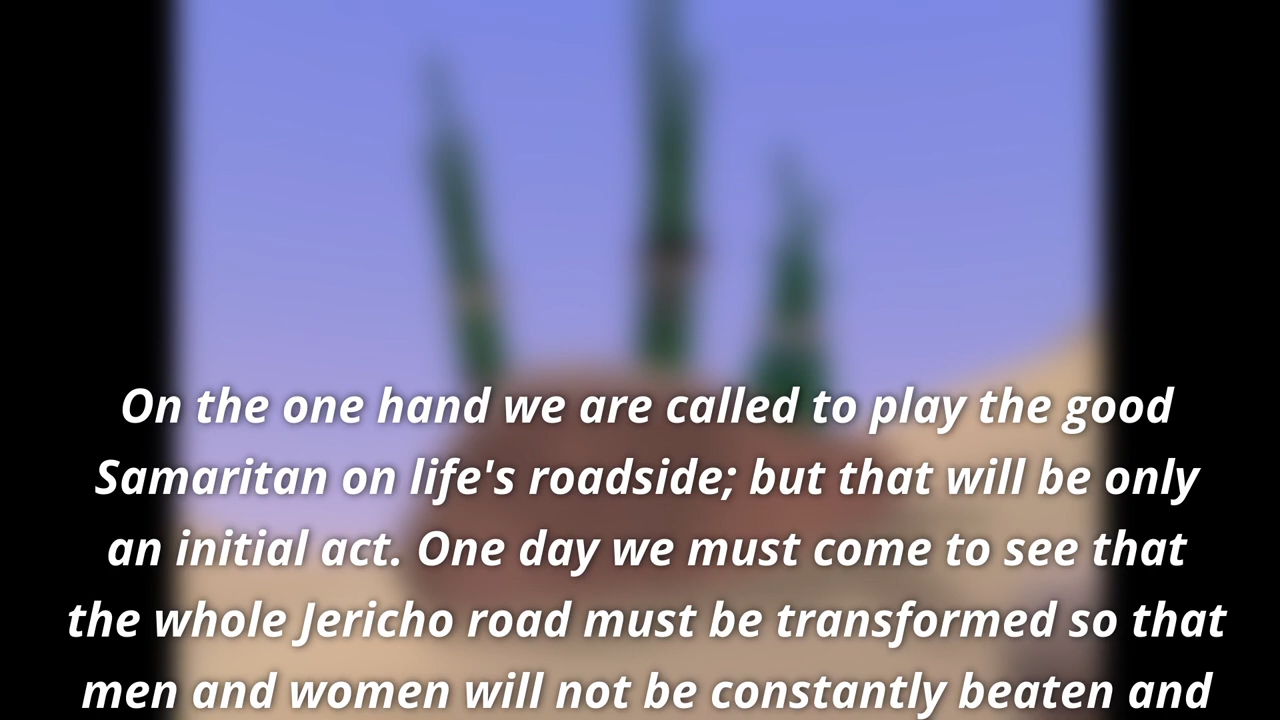 On the one hand we are called to play the good
Samaritan on life's roadside; but that will be only
an initial act. One day we must come to see that
the whole Jericho road must be transformed so that
men and women will not be constantly beaten and